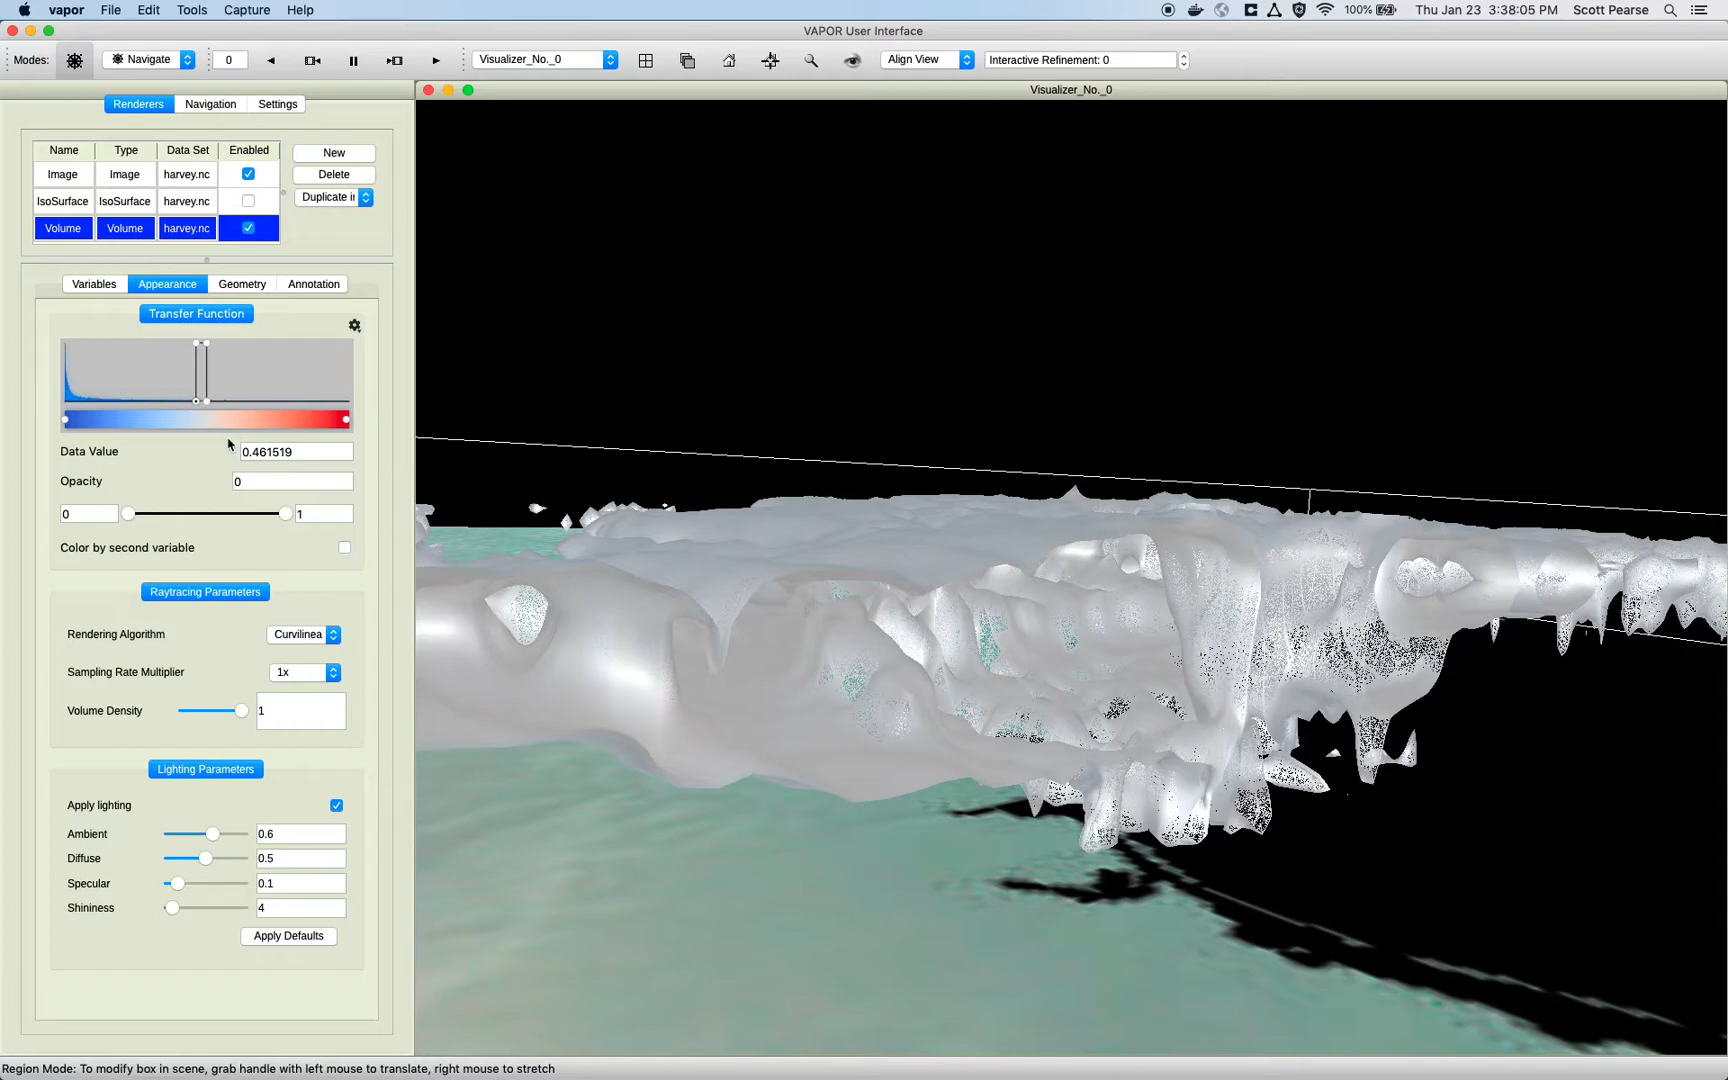 vapor File Edit Tools Capture Help 100% Thu Jan 23 3:38:05 PM Scott Pearse
VAPOR User Interface
Modes: Navigate 0 Visualizer_No._0 Align View Interactive Refinement: 0
Visualizer_No._0
Renderers Navigation Settings
Name Type Data Set Enabled
New
Image Image harvey.nc
Delete
IsoSurface IsoSurface harvey.nc
Duplicate i
Volume Volume harvey.nc
Variables Appearance Geometry Annotation
Transfer Function
Data Value 0.461519
Opacity 0
0 1
Color by second variable
Raytracing Parameters
Rendering Algorithm Curvilinea
Sampling Rate Multiplier 1x
Volume Density 1
Lighting Parameters
Apply lighting
Ambient 0.6
Diffuse 0.5
Specular 0.1
Shininess 4
Apply Defaults
Region Mode: To modify box in scene, grab handle with left mouse to translate, right mouse to stretch